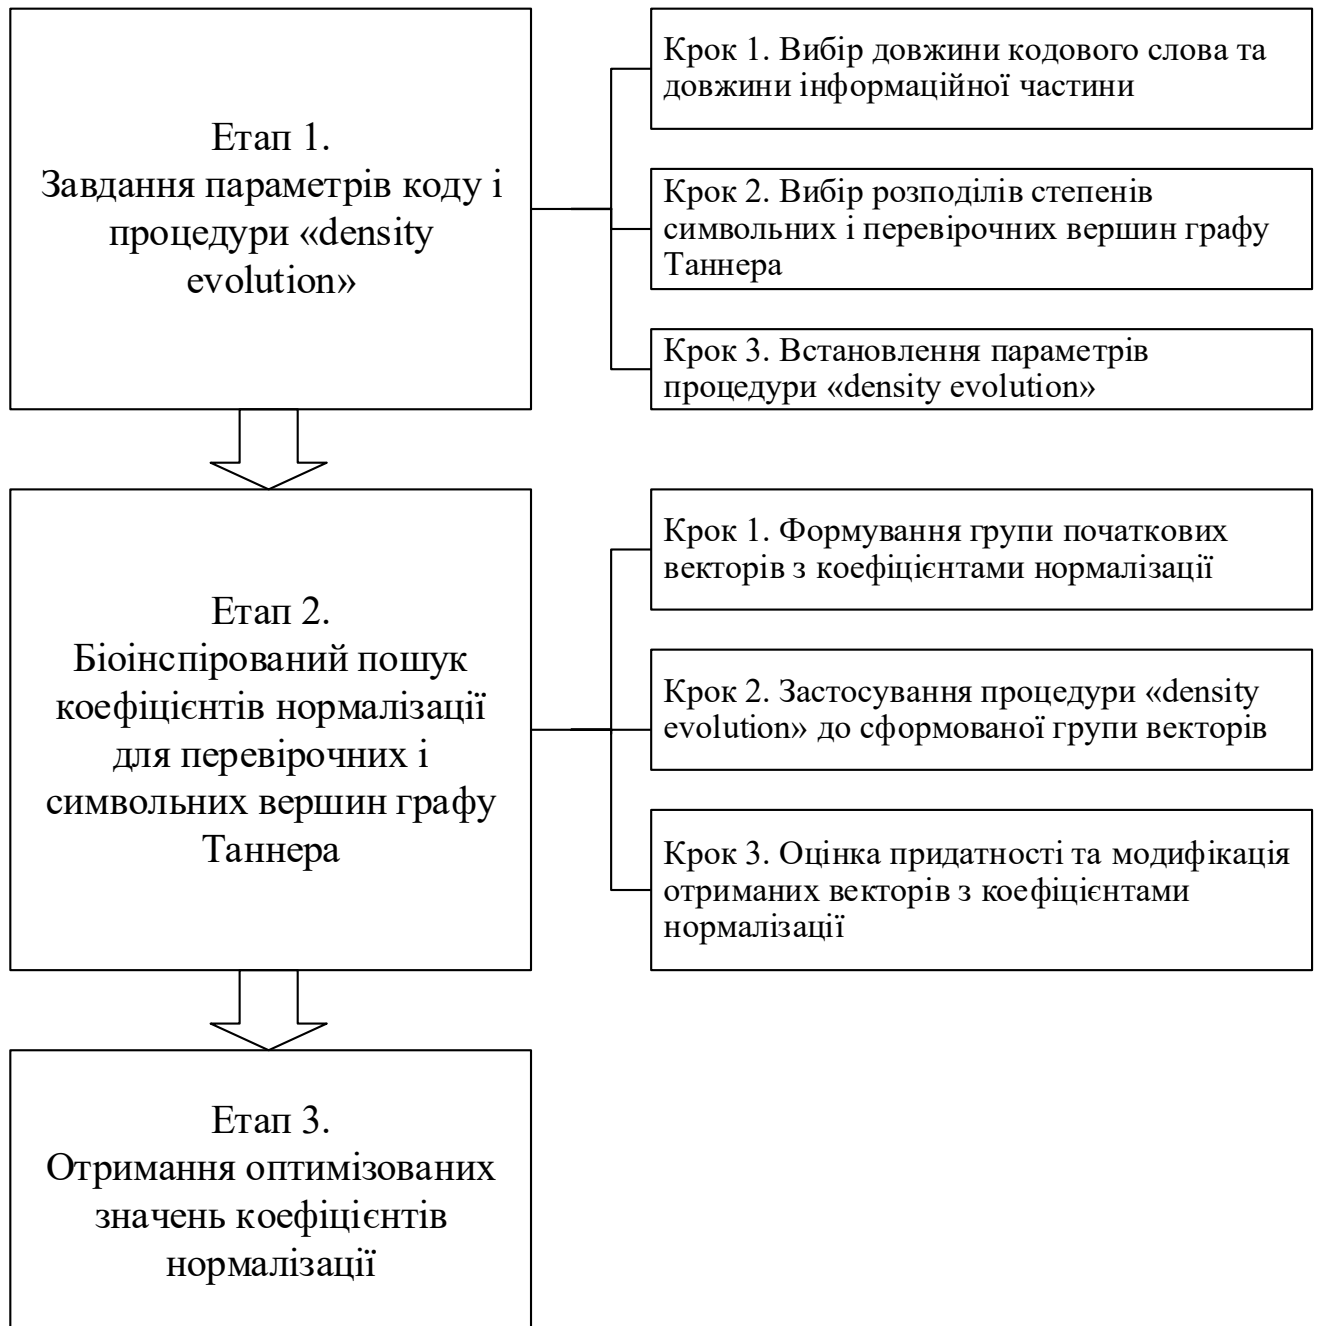 Етап 1.
Завдання параметрів коду і
процедури «density
evolution»
Крок 1. Вибір довжини кодового слова та
довжини інформаційної частини
Крок 2. Вибір розподілів степенів
символьних і перевірочних вершин графу
Таннера
Крок 3. Встановлення параметрів
процедури «density evolution»
Етап 2.
Біоінспірований пошук
коефіцієнтів нормалізації
для перевірочних і
символьних вершин графу
Таннера
Крок 1. Формування групи початкових
векторів з коефіцієнтами нормалізації
Крок 2. Застосування процедури «density
evolution» до сформованої групи векторів
Крок 3. Оцінка придатності та модифікація
отриманих векторів з коефіцієнтами
нормалізації
Етап 3.
Отримання оптимізованих
значень коефіцієнтів
нормалізації